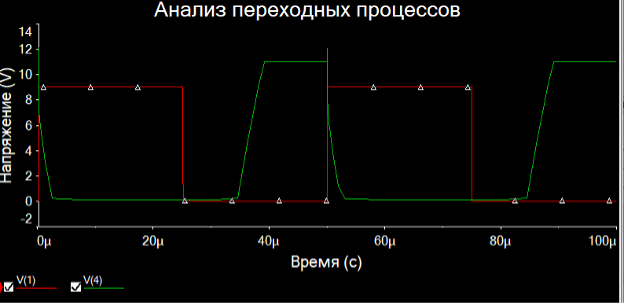 Анализ переходных процессов
Напряжение (V)
14
12
10
8
6
4
2
0
-2
0μ
20μ
40μ
60μ
80μ
100μ
Время (с)
V(1)
V(4)